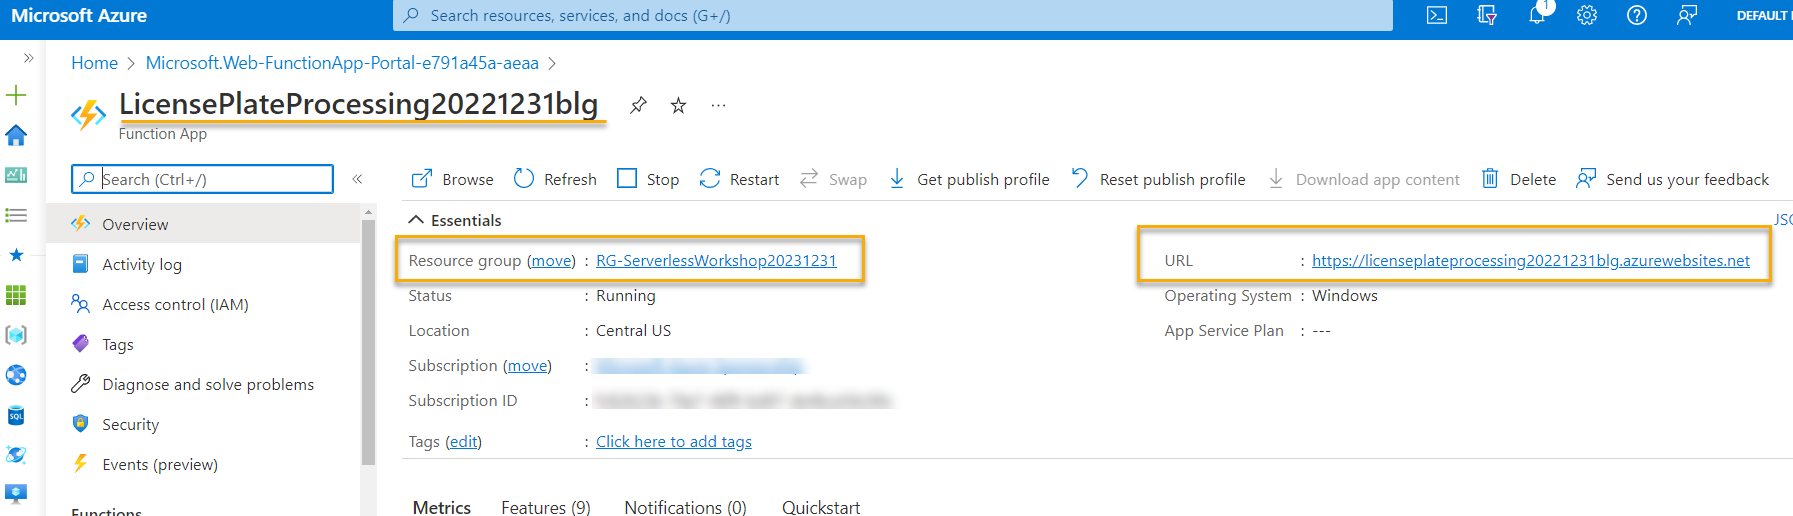 Microsoft Azure
Search resources, services, and docs (G+/)
1
DEFAULT
Home > Microsoft.Web-FunctionApp-Portal-e791a45a-aeaa >
LicensePlateProcessing20221231blg
Function App
Search (Ctrl+/)
Browse Refresh Stop Restart Swap Get publish profile Reset publish profile Download app content Delete Send us your feedback
Overview
Activity log
Access control (IAM)
Tags
Diagnose and solve problems
Security
Events (preview)
Functions
Essentials
Resource group (move) : RG-ServerlessWorkshop20231231
Status : Running
Location : Central US
Subscription (move) :
Subscription ID :
Tags (edit) : Click here to add tags
URL : https://licenseplateprocessing20221231blg.azurewebsites.net
Operating System : Windows
App Service Plan : ---
Metrics Features (9) Notifications (0) Quickstart
SQL